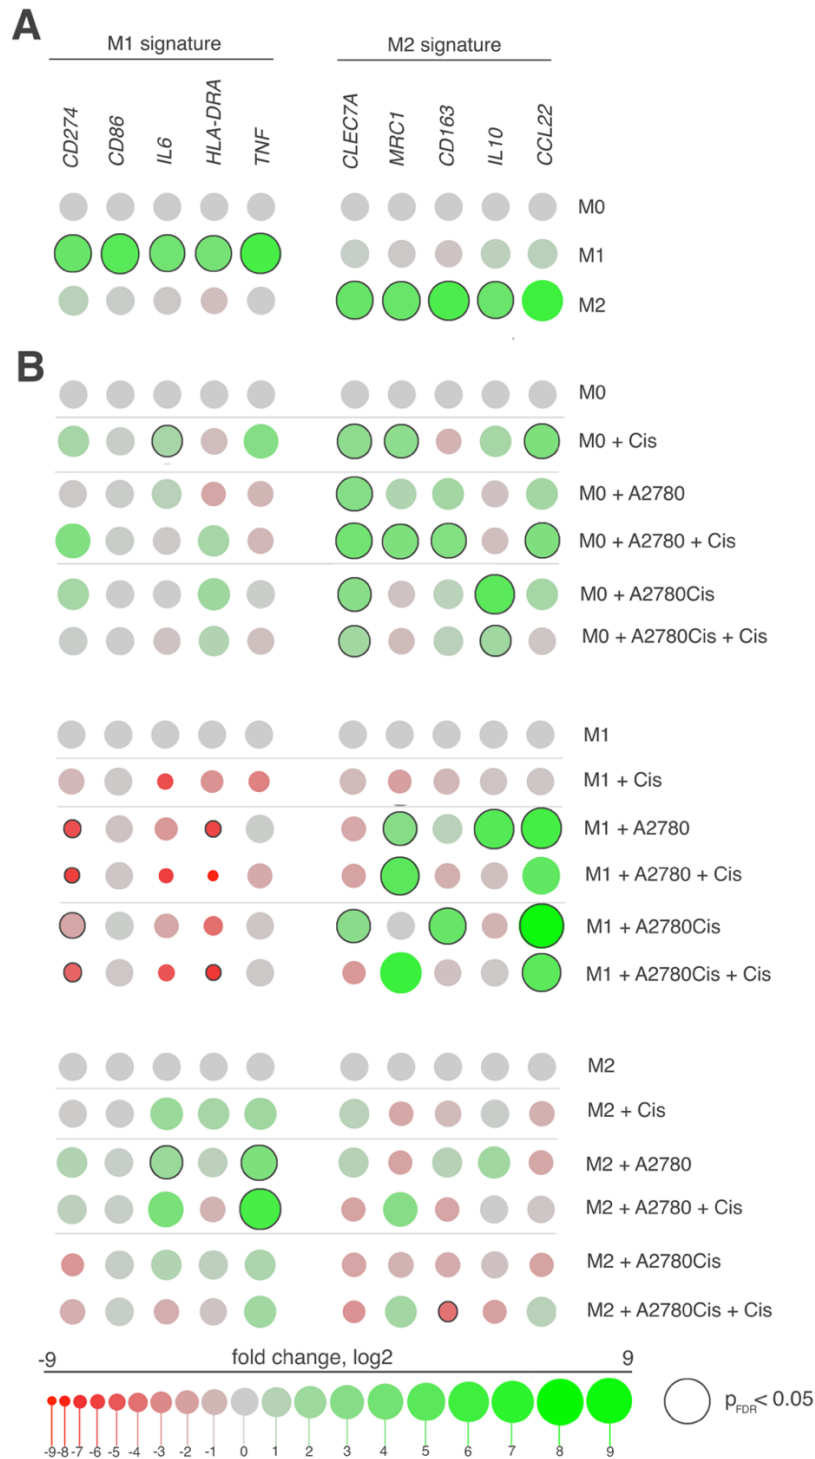 A
M1 signature M2 signature
CD274 CD86 IL6 HLA-DRA TNF CLEC7A MRC1 CD163 IL10 CCL22
M0
M1
M2
B
M0
M0 + Cis
M0 + A2780
M0 + A2780 + Cis
M0 + A2780Cis
M0 + A2780Cis + Cis
M1
M1 + Cis
M1 + A2780
M1 + A2780 + Cis
M1 + A2780Cis
M1 + A2780Cis + Cis
M2
M2 + Cis
M2 + A2780
M2 + A2780 + Cis
M2 + A2780Cis
M2 + A2780Cis + Cis
-9 fold change, log2 9
pFDR< 0.05
-9 -8 -7 -6 -5 -4 -3 -2 -1 0 1 2 3 4 5 6 7 8 9